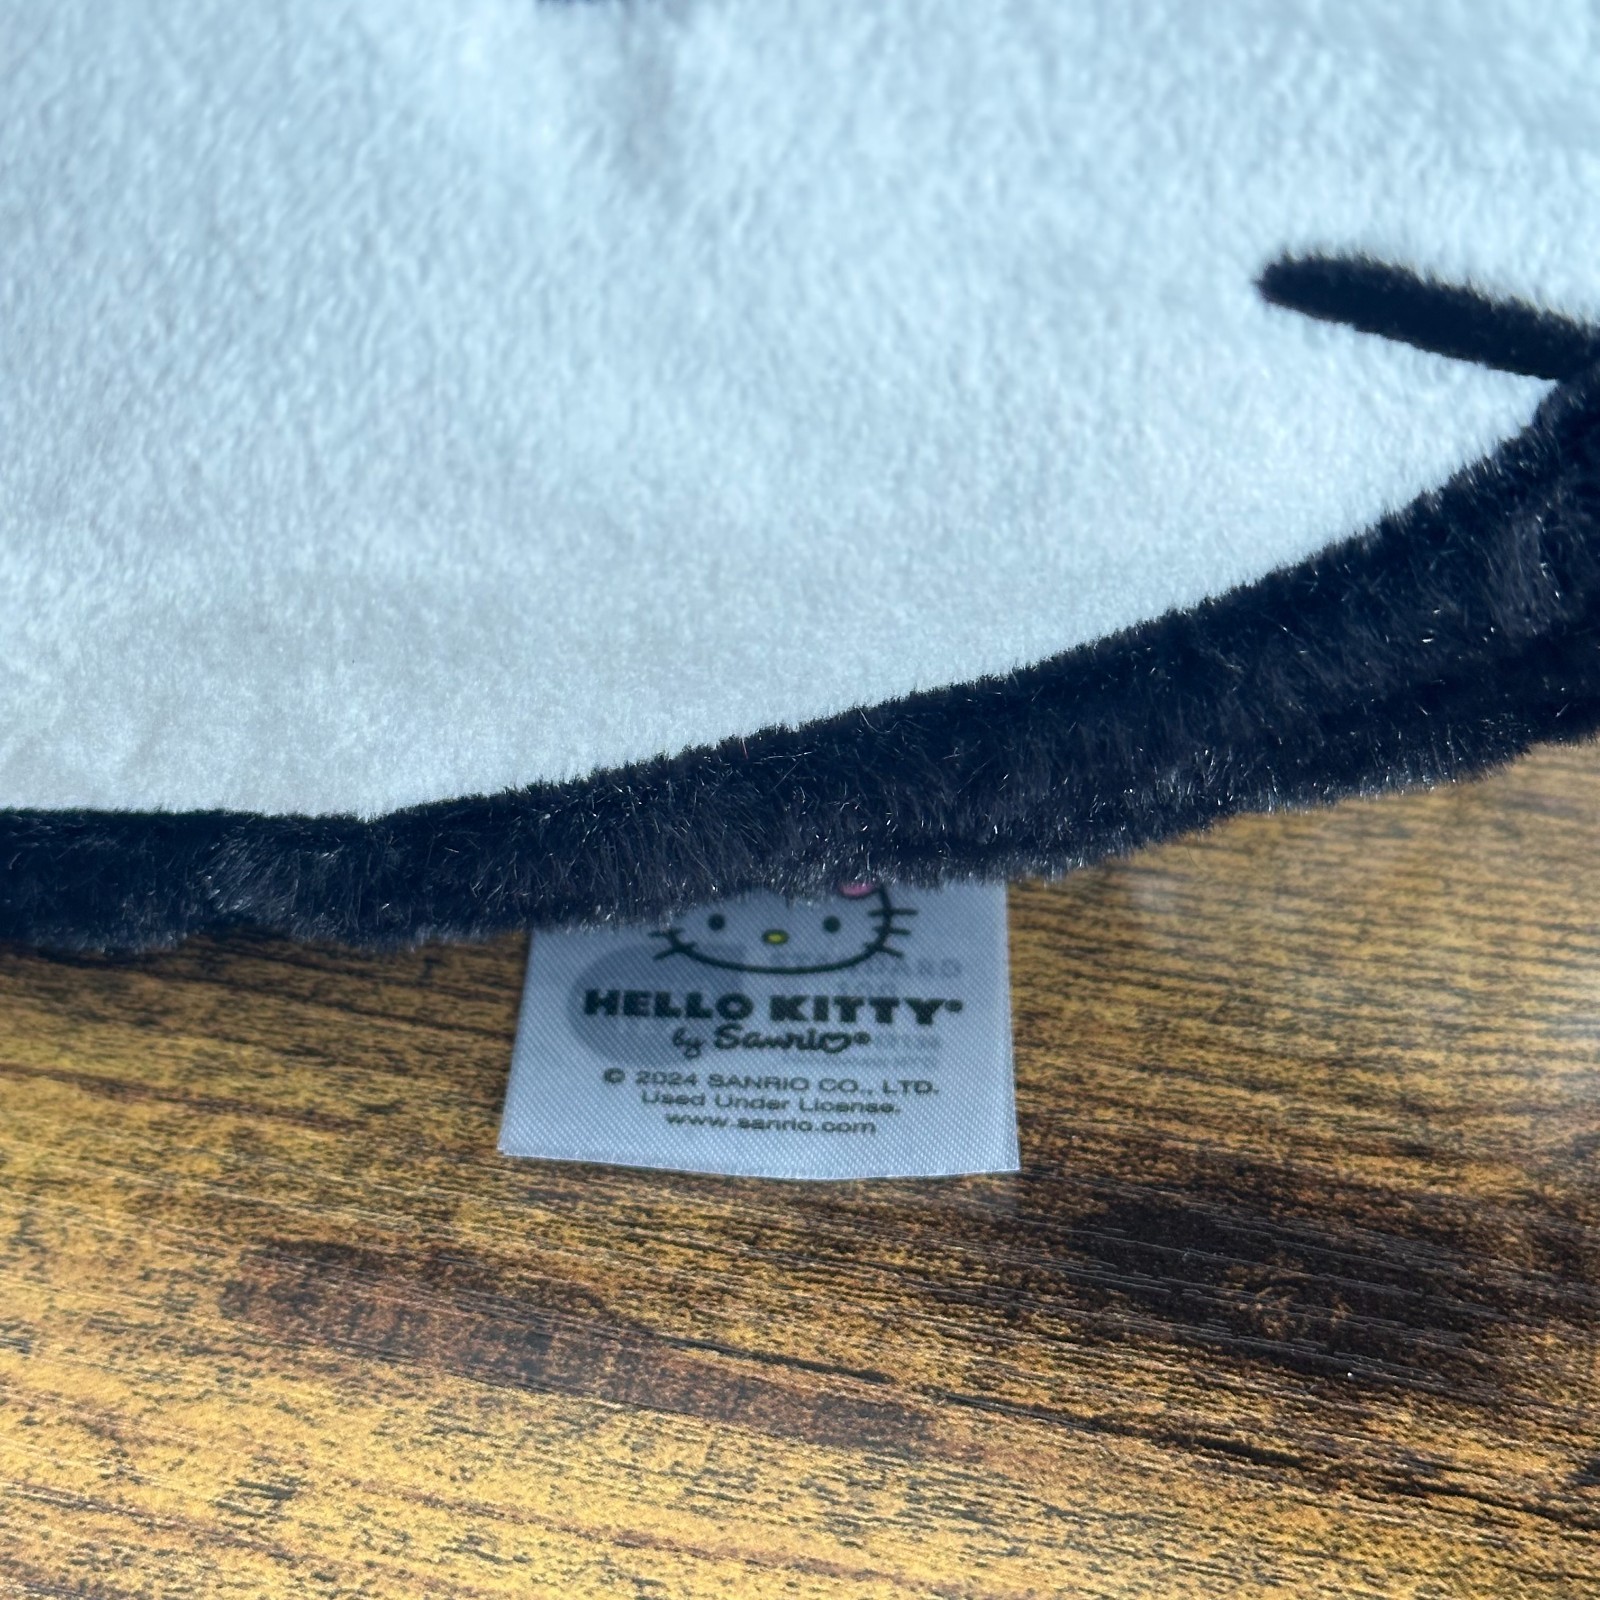 HELLO KITTY®
by Sanrio®
© 2024 SANRIO CO., LTD.
Used Under License.
www.sanrio.com